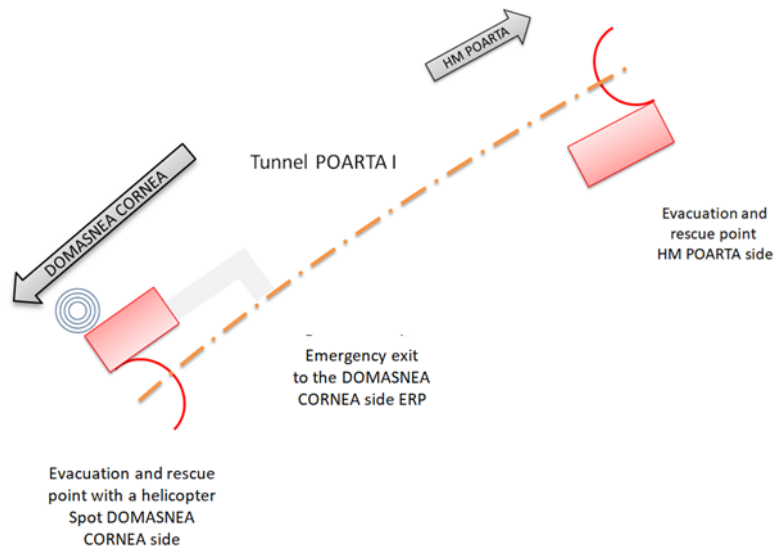 HM POARTA
Tunnel POARTA I
DOMASNEA CORNEA
Evacuation and
rescue point
HM POARTA side
Emergency exit
to the DOMASNEA
CORNEA side ERP
Evacuation and rescue
point with a helicopter
Spot DOMASNEA
CORNEA side